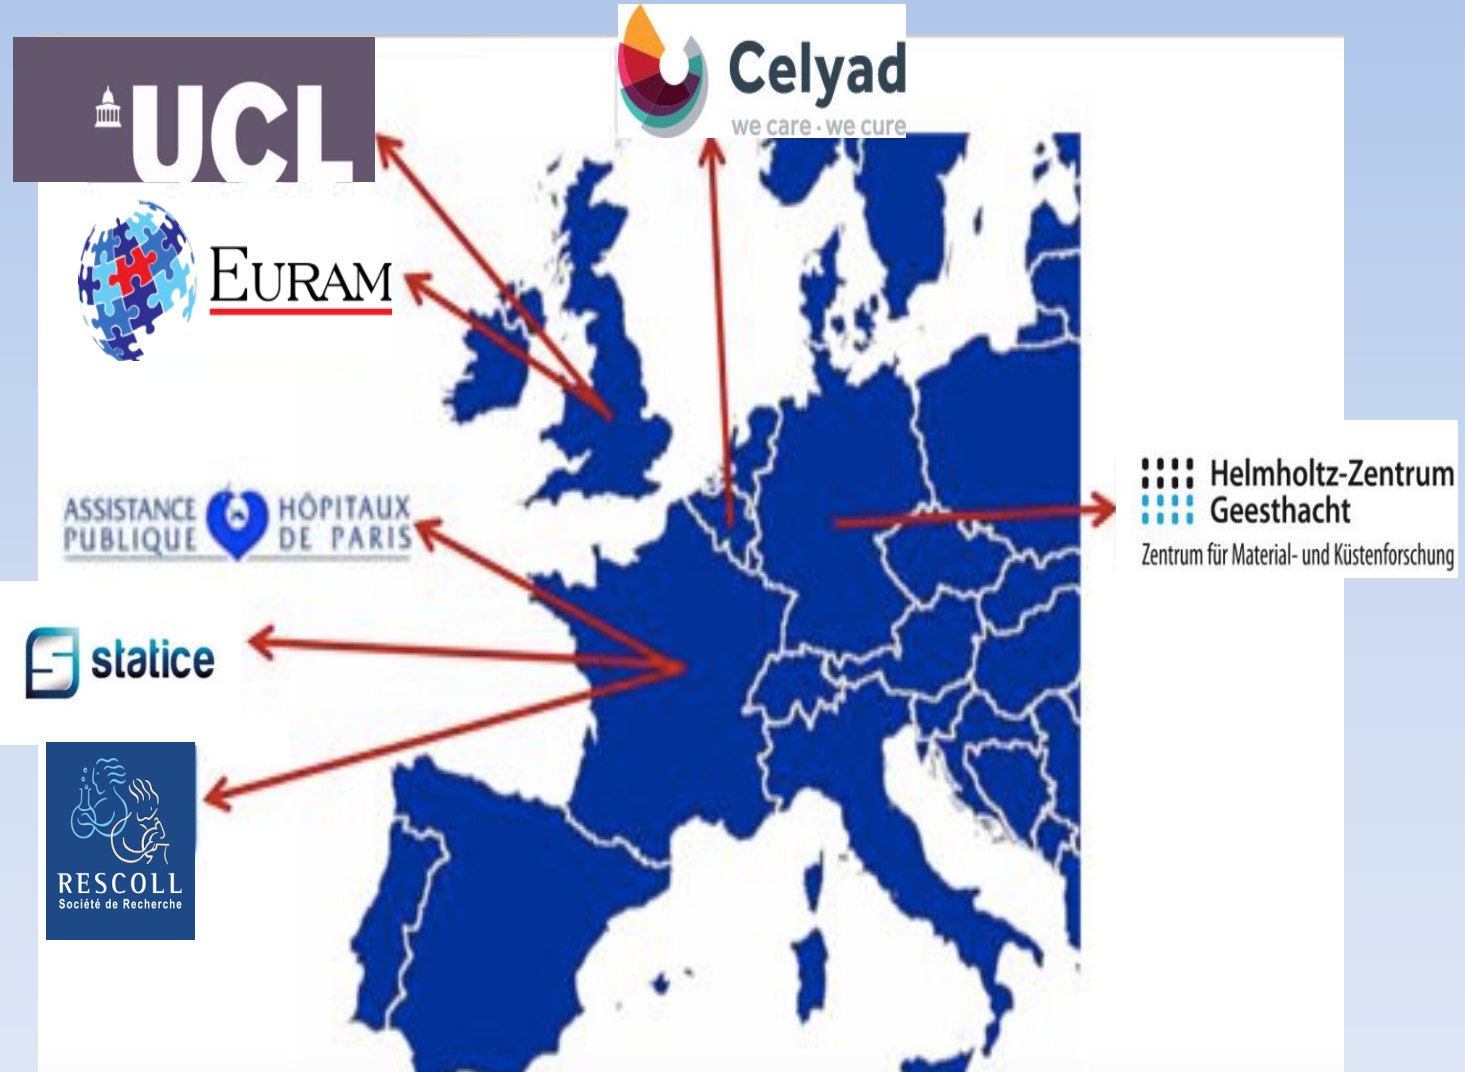 UCL
Celyad
we care · we cure
EURAM
ASSISTANCE
PUBLIQUE
HÔPITAUX
DE PARIS
Helmholtz-Zentrum
Geesthacht
Zentrum für Material- und Küstenforschung
statice
RESCOLL
Société de Recherche